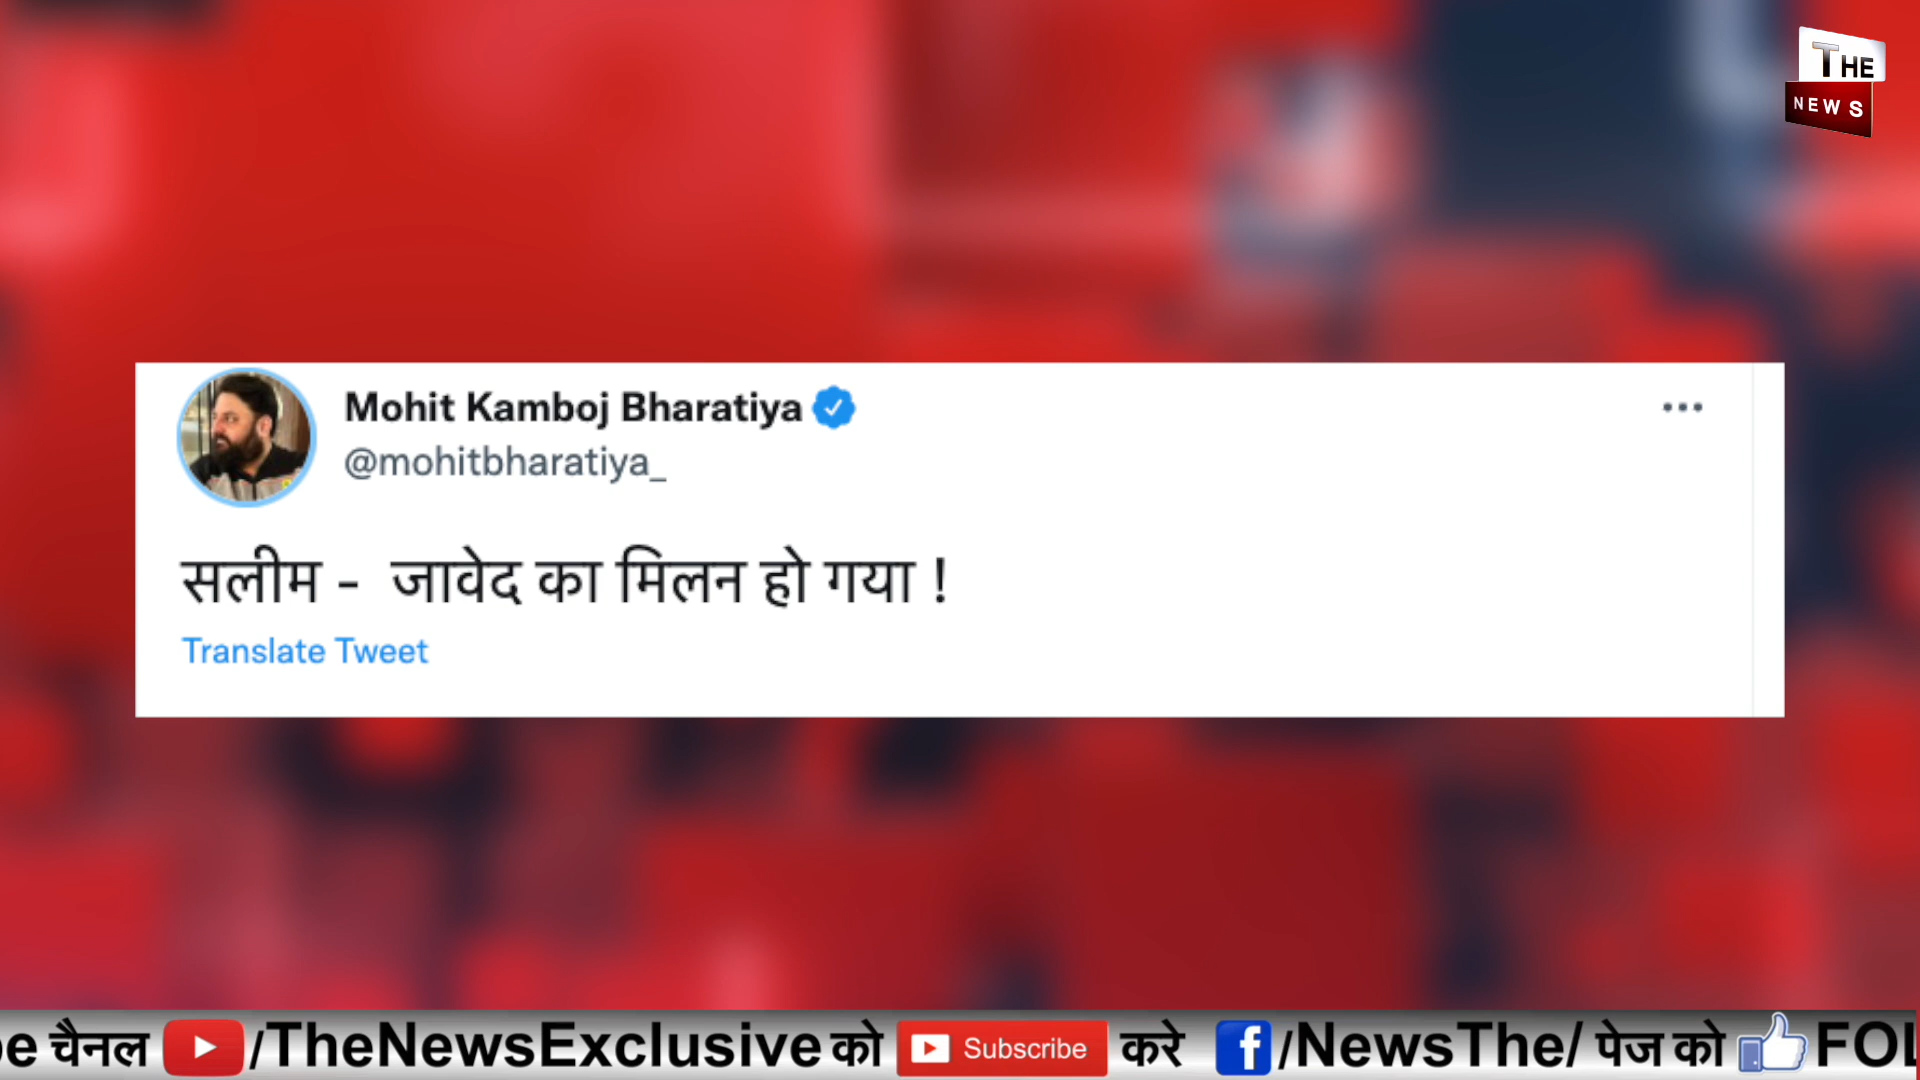 THE
NEWS
Mohit Kamboj Bharatiya
@mohitbharatiya_
सलीम - जावेद का मिलन हो गया !
Translate Tweet
चैनल /TheNewsExclusive को Subscribe करे /NewsThe/ पेज को